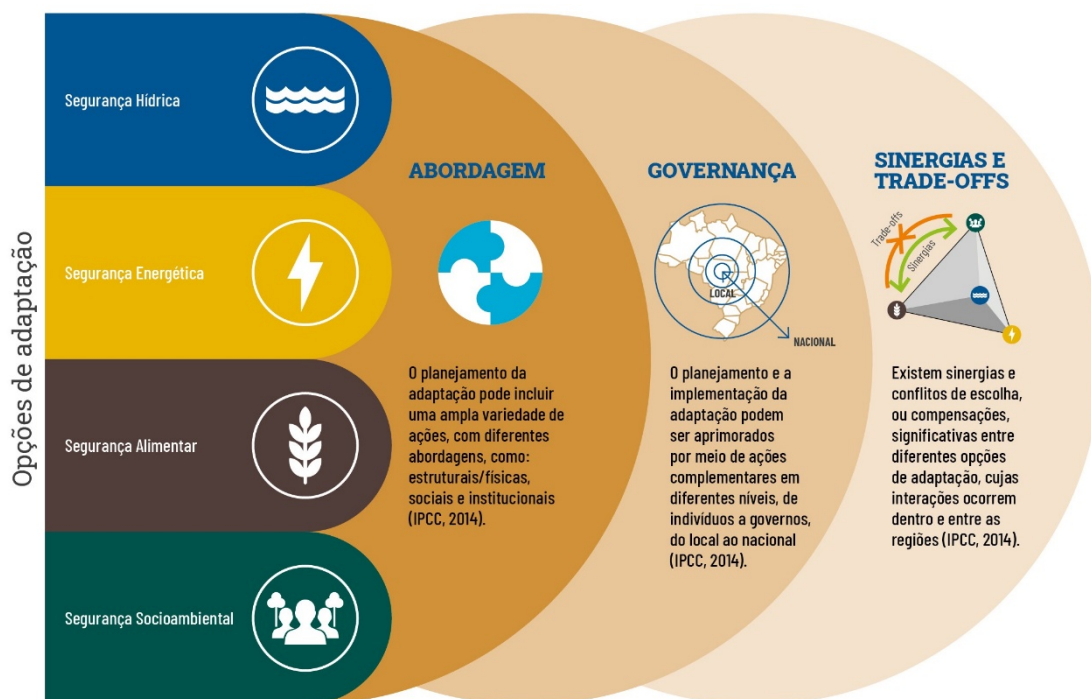 Opções de adaptação
Segurança Hídrica
Segurança Energética
Segurança Alimentar
Segurança Socioambiental
ABORDAGEM
O planejamento da
adaptação pode incluir
uma ampla variedade de
ações, com diferentes
abordagens, como:
estruturais/físicas,
sociais e institucionais
(IPCC, 2014).
GOVERNANÇA
LOCAL
NACIONAL
O planejamento e a
implementação da
adaptação podem
ser aprimorados
por meio de ações
complementares em
diferentes níveis, de
indivíduos a governos,
do local ao nacional
(IPCC, 2014).
SINERGIAS E
TRADE-OFFS
Trade-offs
Sinergias
Existem sinergias e
conflitos de escolha,
ou compensações,
significativas entre
diferentes opções
de adaptação, cujas
interações ocorrem
dentro e entre as
regiões (IPCC, 2014).